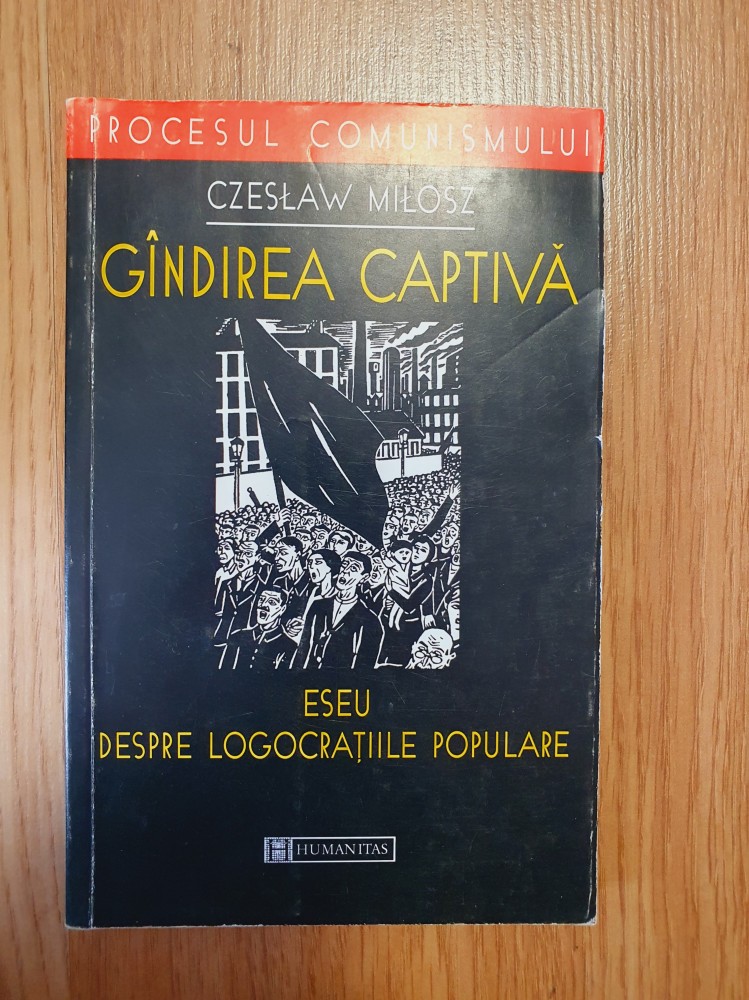 PROCESUL COMUNISMULUI
CZESŁAW MIŁOSZ
GÎNDIREA CAPTIVĂ
ESEU
DESPRE LOGOCRAȚIILE POPULARE
HUMANITAS